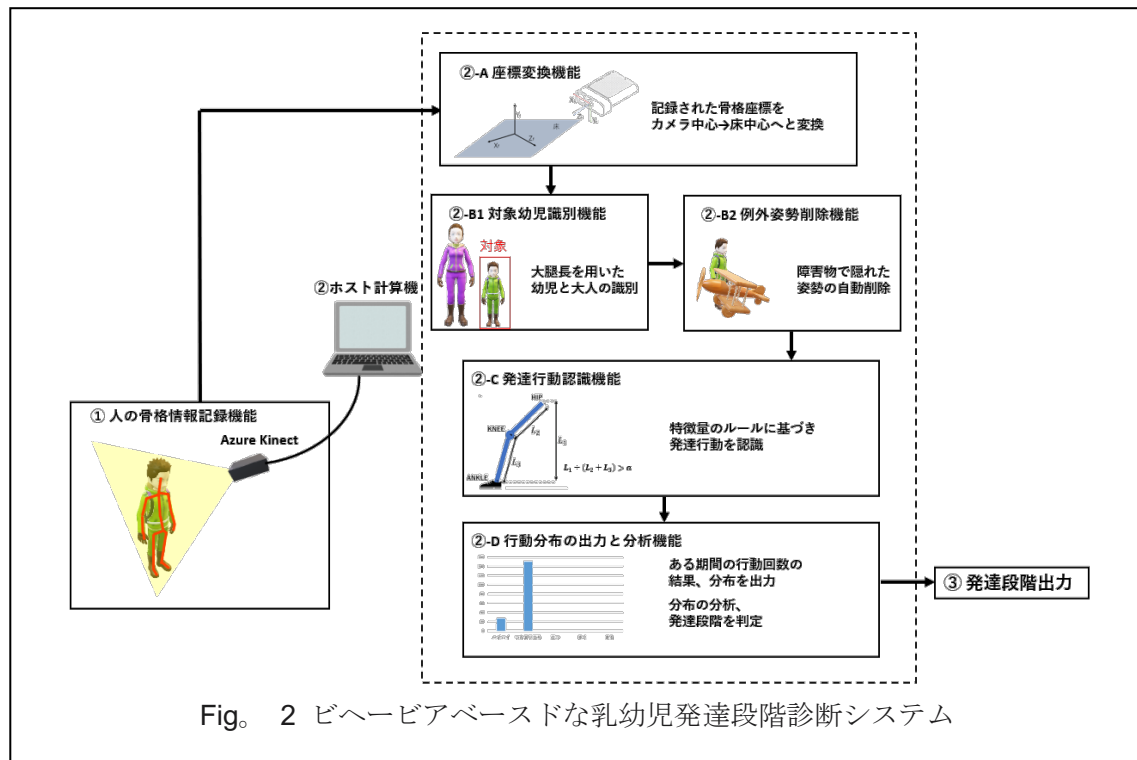 ②-A 座標変換機能
記録された骨格座標を
カメラ中心→床中心へと変換
床
②-B1 対象幼児識別機能
対象
大腿長を用いた
幼児と大人の識別
②-B2 例外姿勢削除機能
障害物で隠れた
姿勢の自動削除
②ホスト計算機
① 人の骨格情報記録機能
Azure Kinect
②-C 発達行動認識機能
HIP
KNEE
ANKLE
L₂
L₃
L₁ ÷ (L₂ + L₃) > a
特徴量のルールに基づき
発達行動を認識
②-D 行動分布の出力と分析機能
ある期間の行動回数の
結果、分布を出力
分布の分析、
発達段階を判定
③ 発達段階出力
Fig。 2 ビヘービアベースドな乳幼児発達段階診断システム